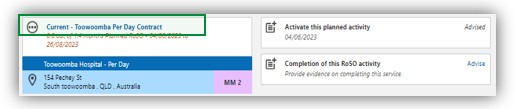 Current - Toowoomba Per Day Contract
26/08/2023
Toowoomba Hospital - Per Day
154 Pechey St
South toowoomba , QLD , Australia
MM 2
Activate this planned activity
Advised
04/06/2023
Completion of this RoSO activity
Advise
Provide evidence on completing this service